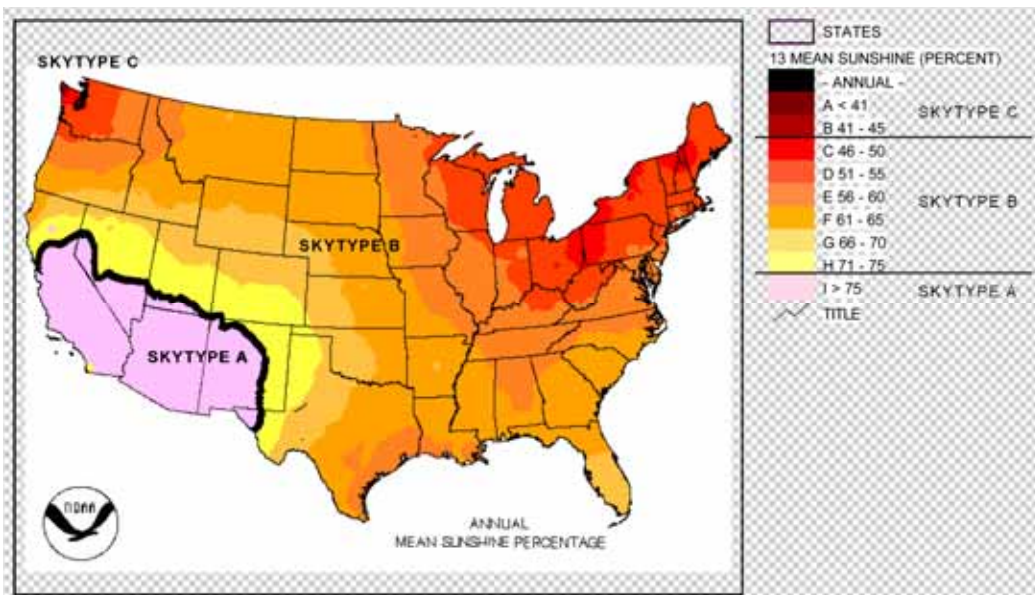 SKYTYPE C
SKYTYPE B
SKYTYPE A
NOAA
ANNUAL
MEAN SUNSHINE PERCENTAGE
STATES
13 MEAN SUNSHINE (PERCENT)
- ANNUAL -
A < 41
SKYTYPE C
B 41 - 45
C 46 - 50
D 51 - 55
E 56 - 60
SKYTYPE B
F 61 - 65
G 66 - 70
H 71 - 75
I > 75
SKYTYPE A
TITLE